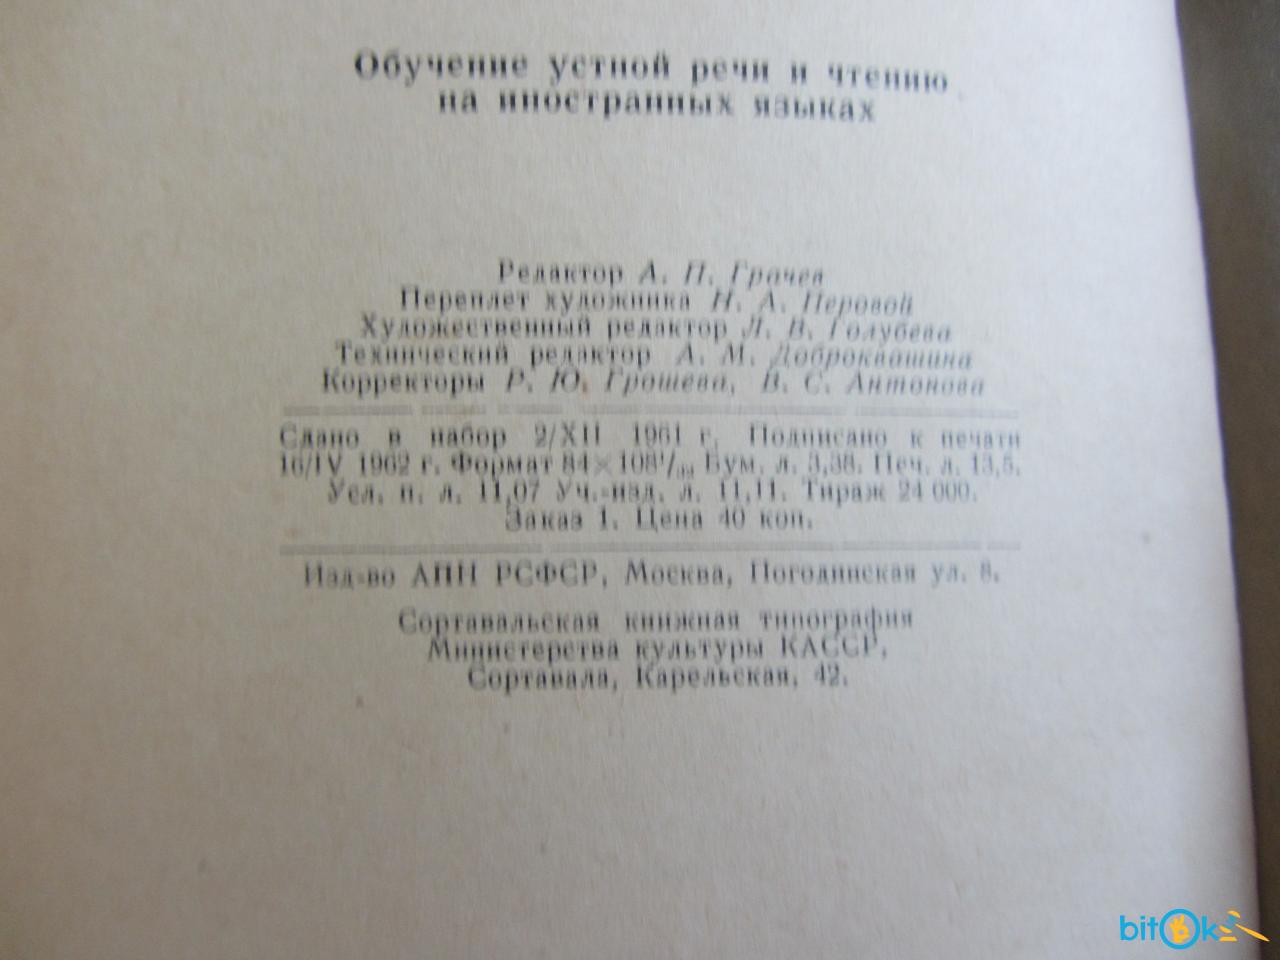 Обучение устной речи и чтению
на иностранных языках
Редактор А. П. Грачев
Переплет художника Н. А. Перовой
Художественный редактор Л. В. Голубева
Технический редактор А. М. Доброквашина
Корректоры Р. Ю. Грошева, В. С. Антонова
Сдано в набор 2/XII 1961 г. Подписано к печати
16/IV 1962 г. Формат 84×108¹/₃₂ Бум. л. 3,38. Печ. л. 13,5.
Усл. п. л. 11,07 Уч.-изд. л. 11,11. Тираж 24 000.
Заказ 1. Цена 40 коп.
Изд-во АПН РСФСР, Москва, Погодинская ул. 8.
Сортавальская книжная типография
Министерства культуры КАССР,
Сортавала, Карельская, 42.
bitOk